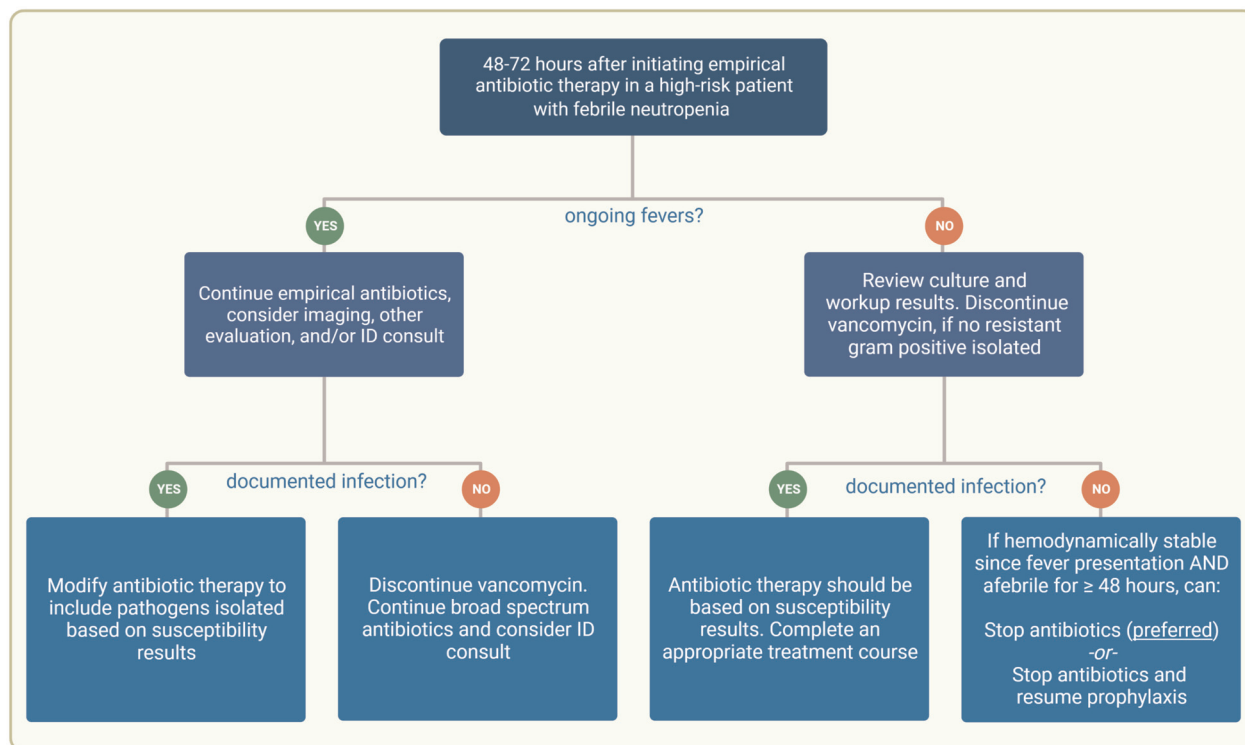 48-72 hours after initiating empirical
antibiotic therapy in a high-risk patient
with febrile neutropenia
ongoing fevers?
YES
NO
Continue empirical antibiotics,
consider imaging, other
evaluation, and/or ID consult
Review culture and
workup results. Discontinue
vancomycin, if no resistant
gram positive isolated
documented infection?
YES
NO
documented infection?
YES
NO
Modify antibiotic therapy to
include pathogens isolated
based on susceptibility
results
Discontinue vancomycin.
Continue broad spectrum
antibiotics and consider ID
consult
Antibiotic therapy should be
based on susceptibility
results. Complete an
appropriate treatment course
If hemodynamically stable
since fever presentation AND
afebrile for ≥ 48 hours, can:
Stop antibiotics (preferred)
-or-
Stop antibiotics and
resume prophylaxis